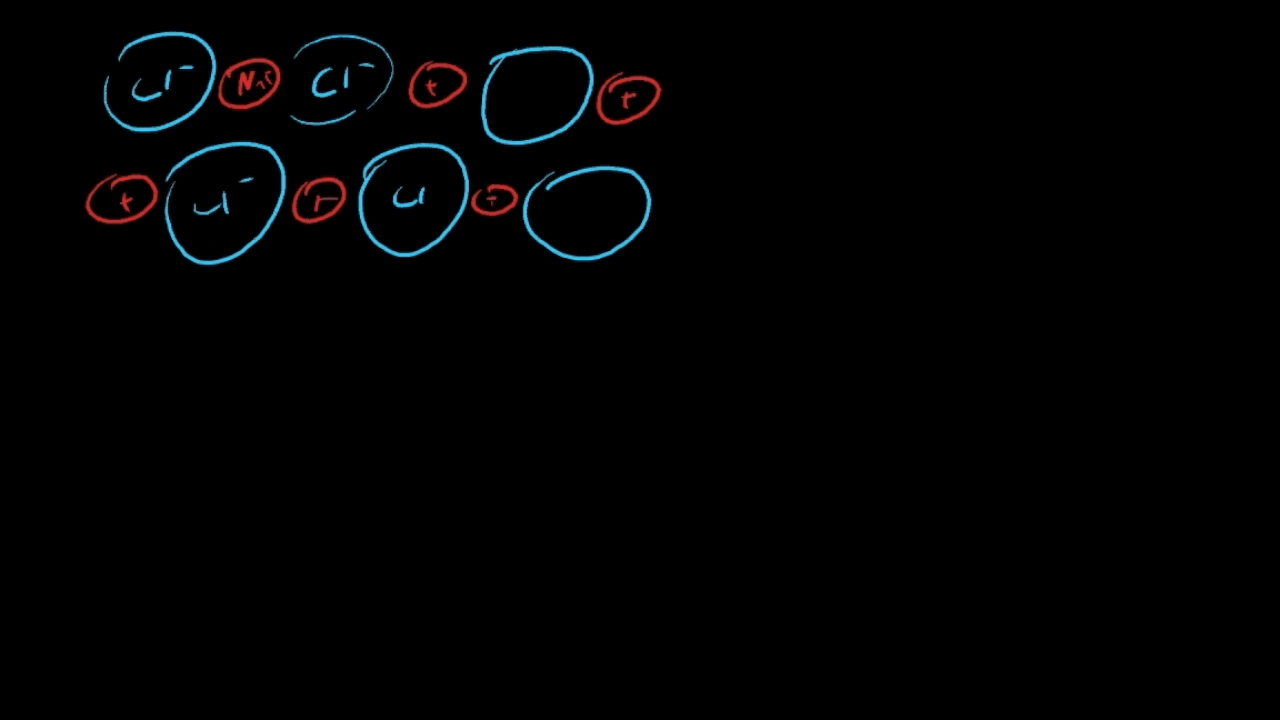 Cl⁻ Na Cl⁻ + +
+ Cl⁻ + Cl +